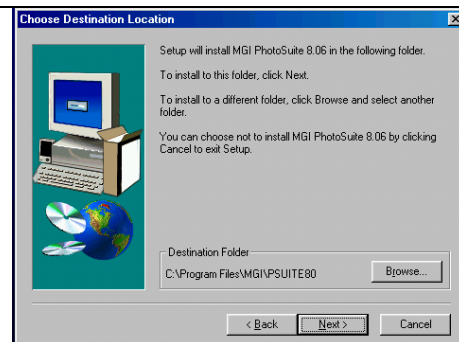 Choose Destination Location
Setup will install MGI PhotoSuite 8.06 in the following folder.
To install to this folder, click Next.
To install to a different folder, click Browse and select another
folder.
You can choose not to install MGI PhotoSuite 8.06 by clicking
Cancel to exit Setup.
Destination Folder
C:\Program Files\MGI\PSUITE80
Browse...
< Back
Next >
Cancel